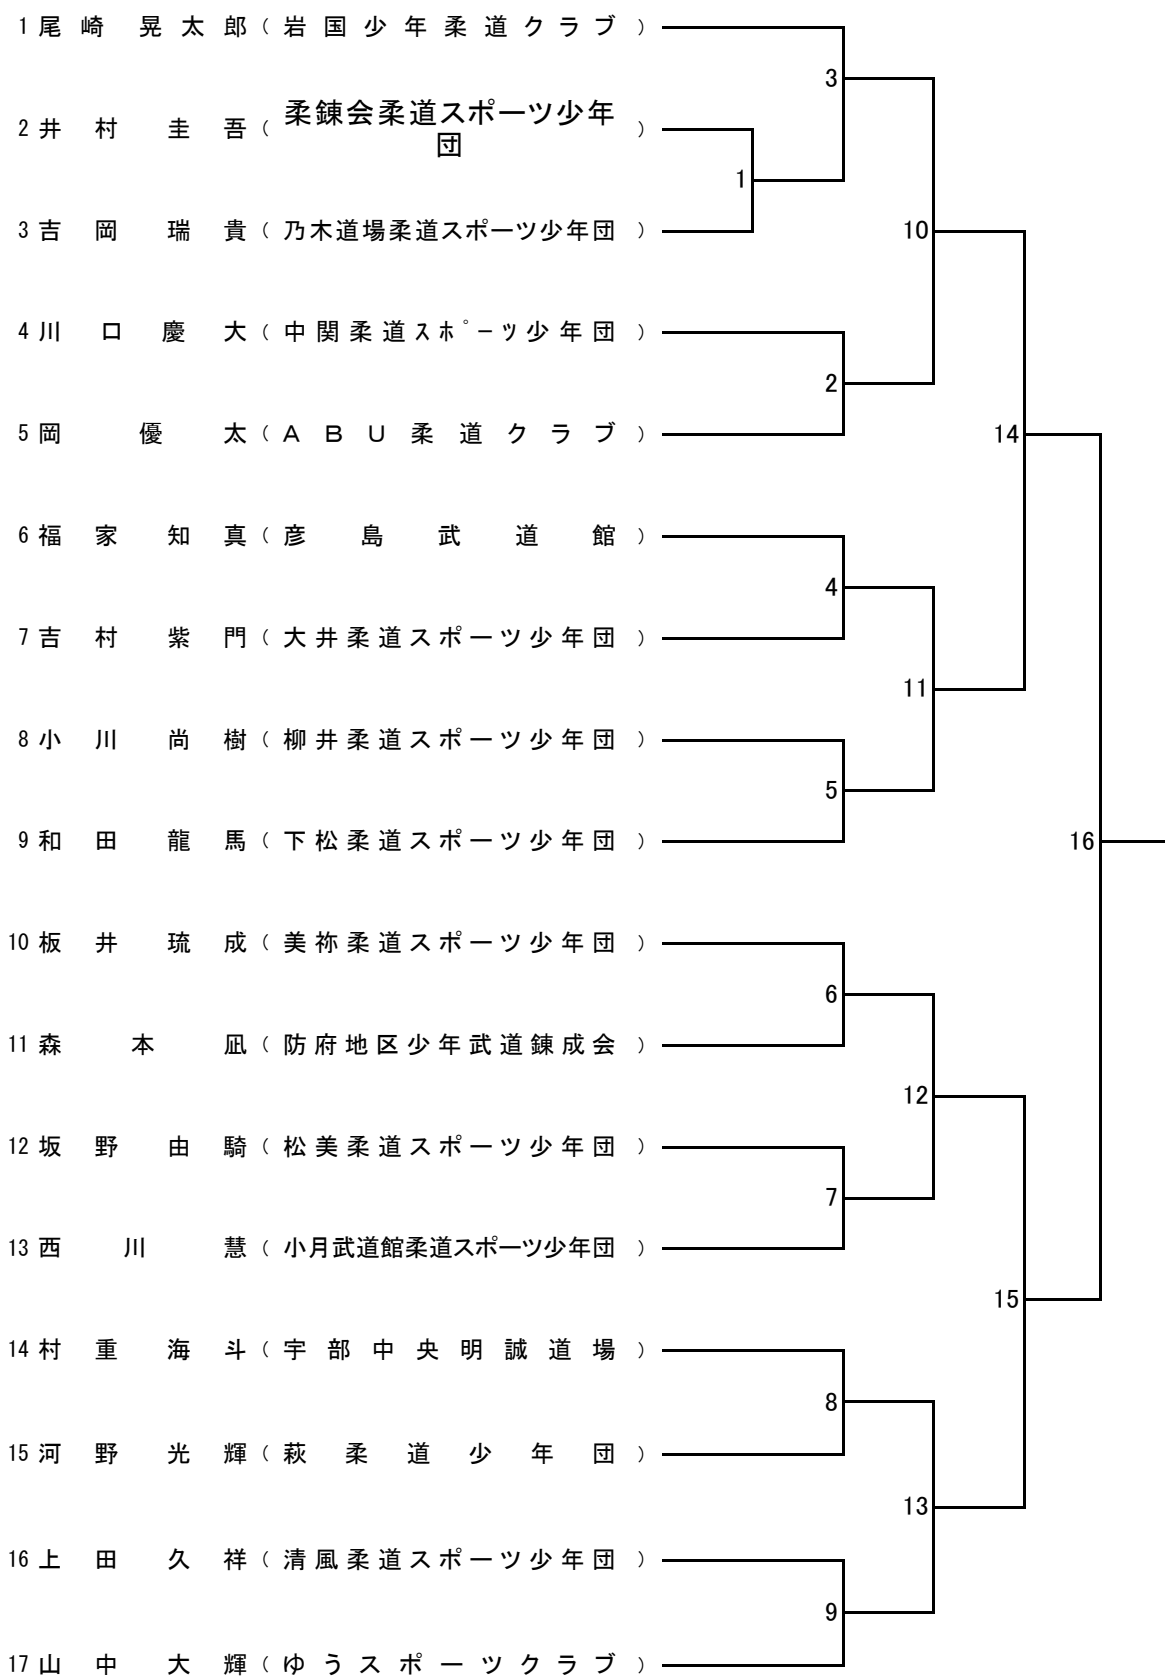 1 尾崎 晃太郎 （ 岩国少年柔道クラブ ）
3
2 井村 圭吾 （ 柔錬会柔道スポーツ少年団 ）
1
3 吉岡 瑞貴 （ 乃木道場柔道スポーツ少年団 ）
10
4 川口 慶大 （ 中関柔道ｽﾎﾟｰﾂ少年団 ）
2
5 岡 優太 （ ＡＢＵ柔道クラブ ）
14
6 福家 知真 （ 彦島武道館 ）
4
7 吉村 紫門 （ 大井柔道スポーツ少年団 ）
11
8 小川 尚樹 （ 柳井柔道スポーツ少年団 ）
5
9 和田 龍馬 （ 下松柔道スポーツ少年団 ）
16
10 板井 琉成 （ 美祢柔道スポーツ少年団 ）
6
11 森本 凪 （ 防府地区少年武道錬成会 ）
12
12 坂野 由騎 （ 松美柔道スポーツ少年団 ）
7
13 西川 慧 （ 小月武道館柔道スポーツ少年団 ）
15
14 村重 海斗 （ 宇部中央明誠道場 ）
8
15 河野 光輝 （ 萩柔道少年団 ）
13
16 上田 久祥 （ 清風柔道スポーツ少年団 ）
9
17 山中 大輝 （ ゆうスポーツクラブ ）